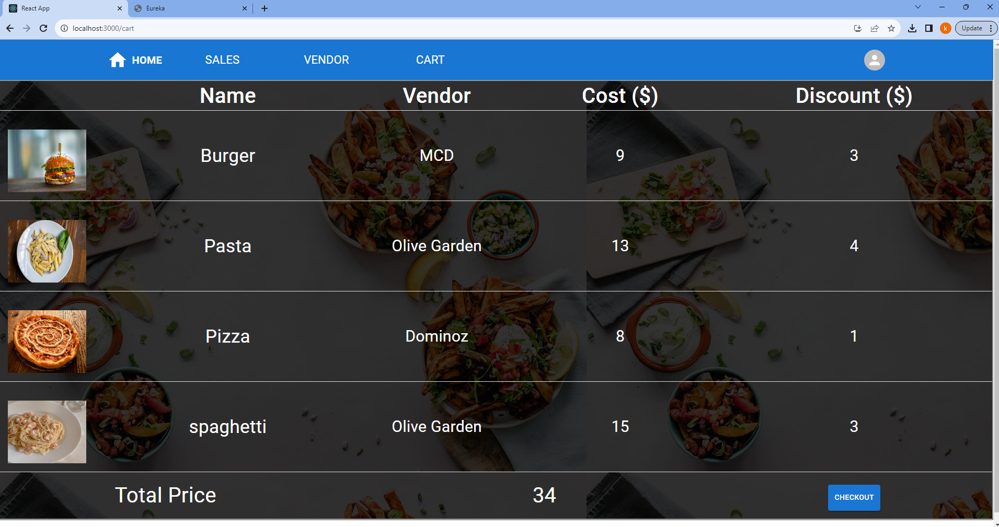 React App
Eureka
localhost:3000/cart
k
Update
HOME SALES VENDOR CART
Name Vendor Cost ($) Discount ($)
Burger MCD 9 3
Pasta Olive Garden 13 4
Pizza Dominoz 8 1
spaghetti Olive Garden 15 3
Total Price 34 CHECKOUT